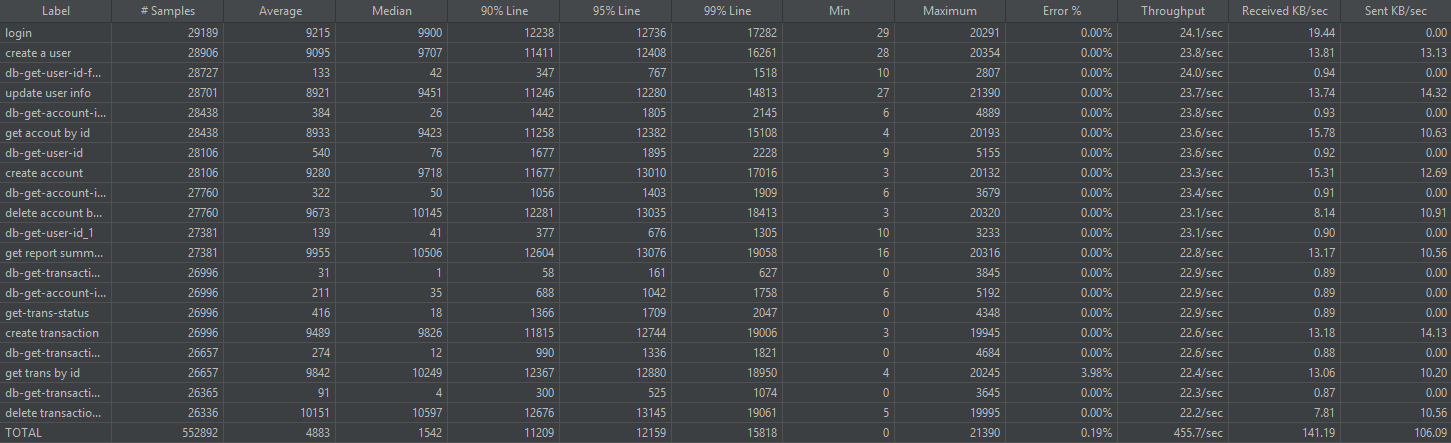 Label # Samples Average Median 90% Line 95% Line 99% Line Min Maximum Error % Throughput Received KB/sec Sent KB/sec
login 29189 9215 9900 12238 12736 17282 29 20291 0.00% 24.1/sec 19.44 0.00
create a user 28906 9095 9707 11411 12408 16261 28 20354 0.00% 23.8/sec 13.81 13.13
db-get-user-id-f... 28727 133 42 347 767 1518 10 2807 0.00% 24.0/sec 0.94 0.00
update user info 28701 8921 9451 11246 12280 14813 27 21390 0.00% 23.7/sec 13.74 14.32
db-get-account-i... 28438 384 26 1442 1805 2145 6 4889 0.00% 23.8/sec 0.93 0.00
get accout by id 28438 8933 9423 11258 12382 15108 4 20193 0.00% 23.6/sec 15.78 10.63
db-get-user-id 28106 540 76 1677 1895 2228 9 5155 0.00% 23.6/sec 0.92 0.00
create account 28106 9280 9718 11677 13010 17016 3 20132 0.00% 23.3/sec 15.31 12.69
db-get-account-i... 27760 322 50 1056 1403 1909 6 3679 0.00% 23.4/sec 0.91 0.00
delete account b... 27760 9673 10145 12281 13035 18413 3 20320 0.00% 23.1/sec 8.14 10.91
db-get-user-id_1 27381 139 41 377 676 1305 10 3233 0.00% 23.1/sec 0.90 0.00
get report summ... 27381 9955 10506 12604 13076 19058 16 20316 0.00% 22.8/sec 13.17 10.56
db-get-transacti... 26996 31 1 58 161 627 0 3845 0.00% 22.9/sec 0.89 0.00
db-get-account-i... 26996 211 35 688 1042 1758 6 5192 0.00% 22.9/sec 0.89 0.00
get-trans-status 26996 416 18 1366 1709 2047 0 4348 0.00% 22.9/sec 0.89 0.00
create transaction 26996 9489 9826 11815 12744 19006 3 19945 0.00% 22.6/sec 13.18 14.13
db-get-transacti... 26657 274 12 990 1336 1821 0 4684 0.00% 22.6/sec 0.88 0.00
get trans by id 26657 9842 10249 12367 12880 18950 4 20245 3.98% 22.4/sec 13.06 10.20
db-get-transacti... 26365 91 4 300 525 1074 0 3645 0.00% 22.3/sec 0.87 0.00
delete transactio... 26336 10151 10597 12676 13145 19061 5 19995 0.00% 22.2/sec 7.81 10.56
TOTAL 552892 4883 1542 11209 12159 15818 0 21390 0.19% 455.7/sec 141.19 106.09